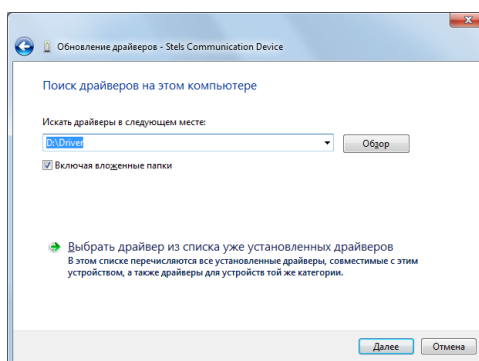 Обновление драйверов - Stels Communication Device
Поиск драйверов на этом компьютере
Искать драйверы в следующем месте:
D:\Driver
Обзор
Включая вложенные папки
Выбрать драйвер из списка уже установленных драйверов
В этом списке перечисляются все установленные драйверы, совместимые с этим
устройством, а также драйверы для устройств той же категории.
Далее
Отмена